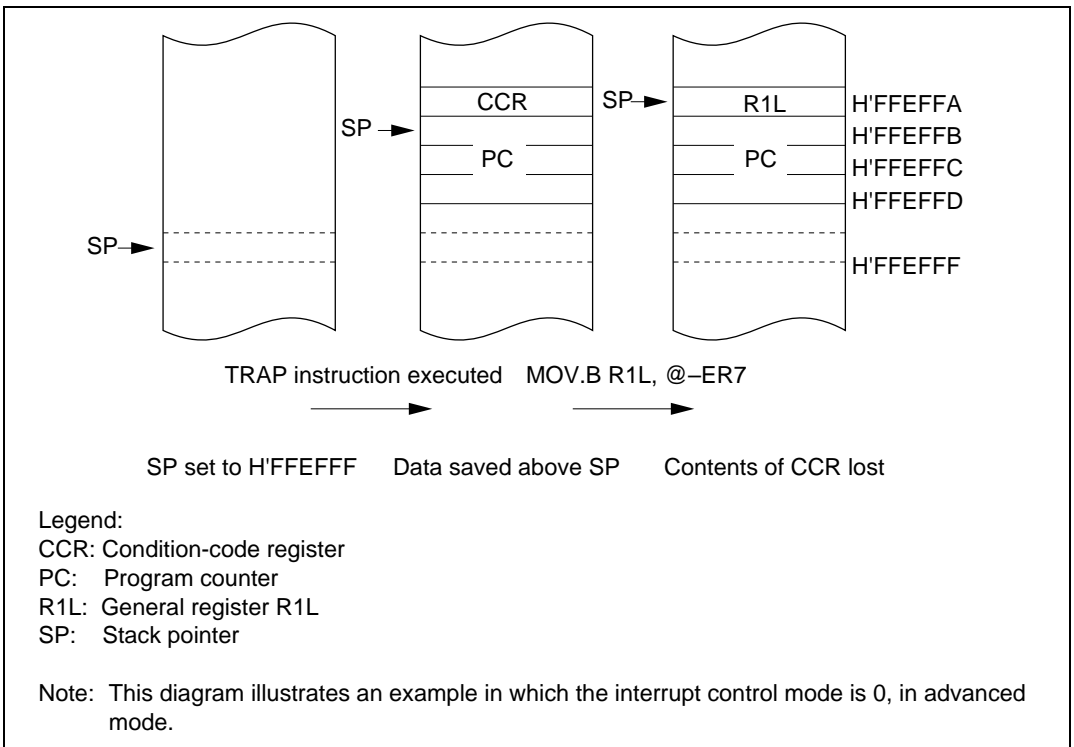 CCR
SP
R1L
H'FFEFFA
SP
H'FFEFFB
PC
PC
H'FFEFFC
H'FFEFFD
SP
H'FFEFFF
TRAP instruction executed
MOV.B R1L, @–ER7
SP set to H'FFEFFF
Data saved above SP
Contents of CCR lost
Legend:
CCR: Condition-code register
PC: Program counter
R1L: General register R1L
SP: Stack pointer
Note: This diagram illustrates an example in which the interrupt control mode is 0, in advanced
mode.